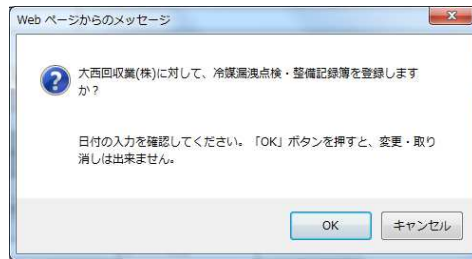 Web ページからのメッセージ
大西回収業(株)に対して、冷媒漏洩点検・整備記録簿を登録します
か？
日付の入力を確認してください。「OK」ボタンを押すと、変更・取り
消しは出来ません。
OK
キャンセル